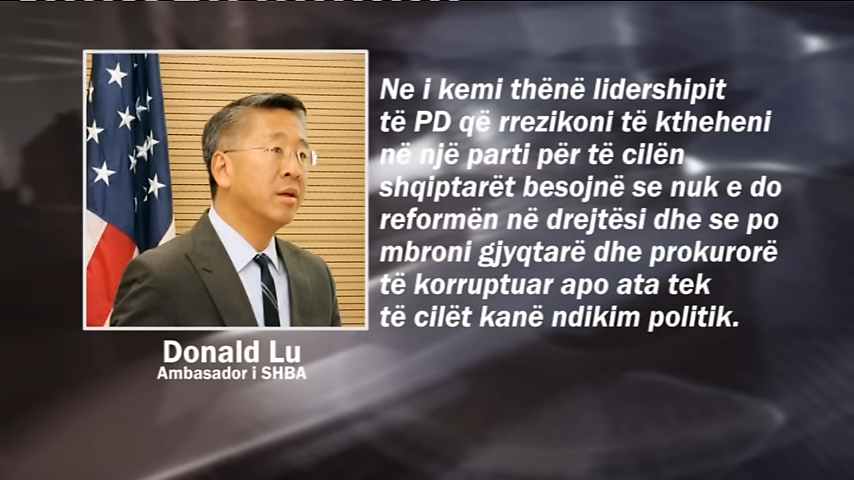 Ne i kemi thënë lidershipit
të PD që rrezikoni të ktheheni
në një parti për të cilën
shqiptarët besojnë se nuk e do
reformën në drejtësi dhe se po
mbroni gjyqtarë dhe prokurorë
të korruptuar apo ata tek
të cilët kanë ndikim politik.
Donald Lu
Ambasador i SHBA